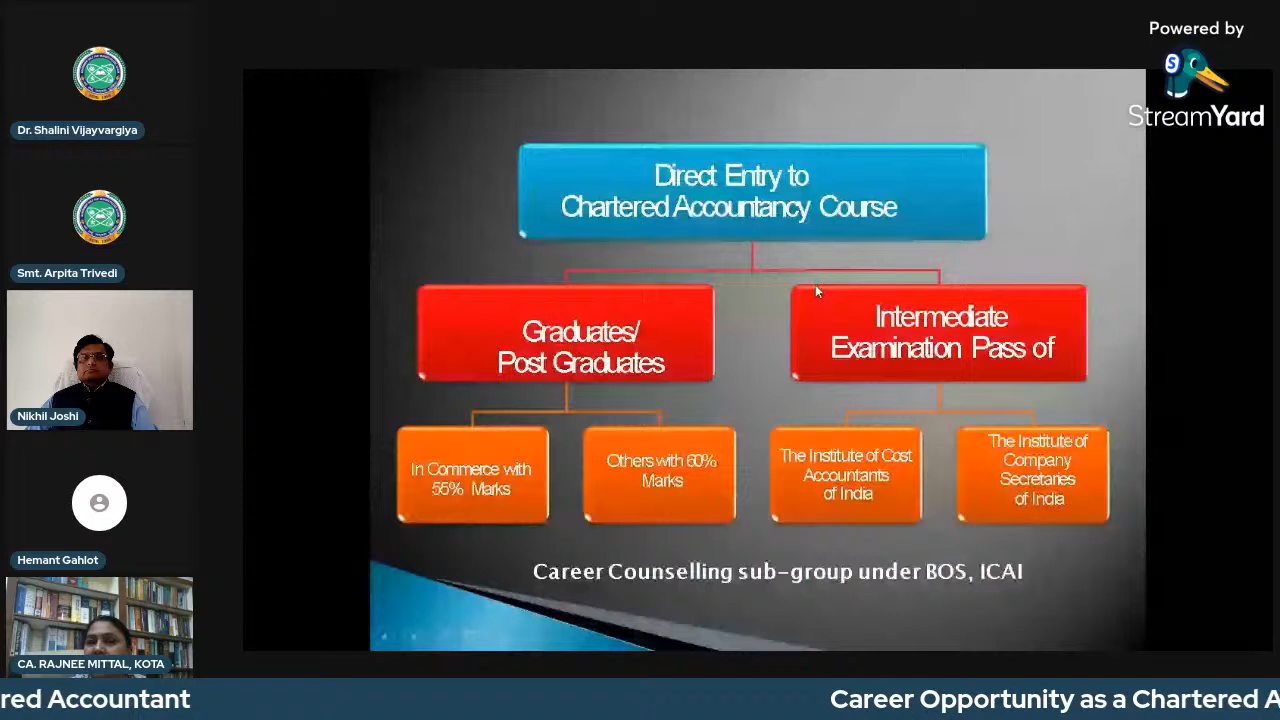 Powered by
StreamYard
Dr. Shalini Vijayvargiya
Smt. Arpita Trivedi
Nikhil Joshi
Hemant Gahlot
CA. RAJNEE MITTAL, KOTA
Direct Entry to
Chartered Accountancy Course
Graduates/
Post Graduates
Intermediate
Examination Pass of
In Commerce with
55% Marks
Others with 60%
Marks
The Institute of Cost
Accountants
of India
The Institute of
Company
Secretaries
of India
Career Counselling sub-group under BOS, ICAI
red Accountant
Career Opportunity as a Chartered A